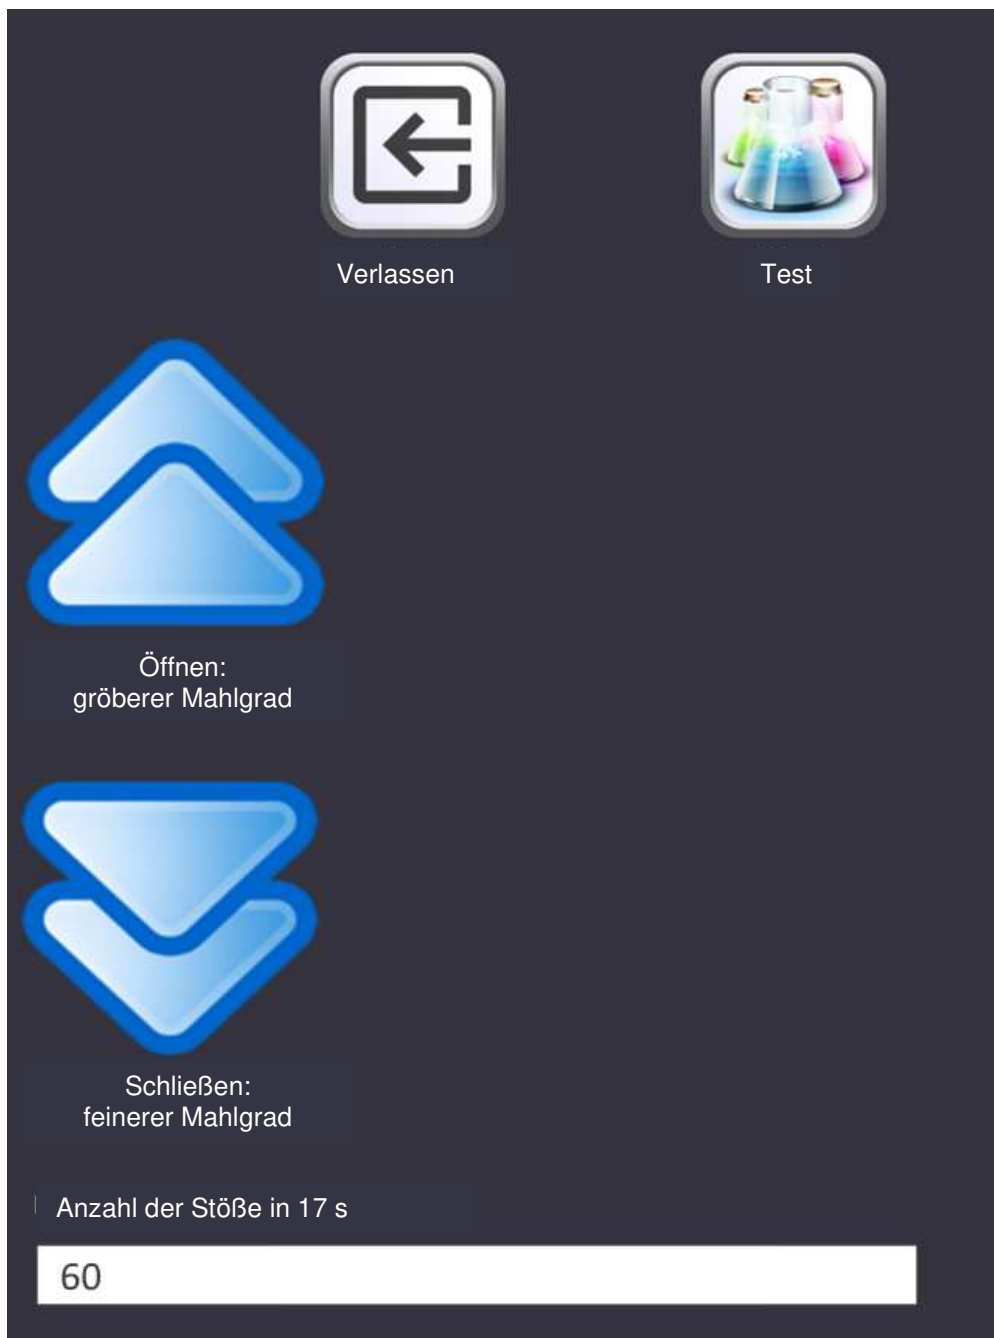 Verlassen
Test
Öffnen:
gröberer Mahlgrad
Schließen:
feinerer Mahlgrad
Anzahl der Stöße in 17 s
60